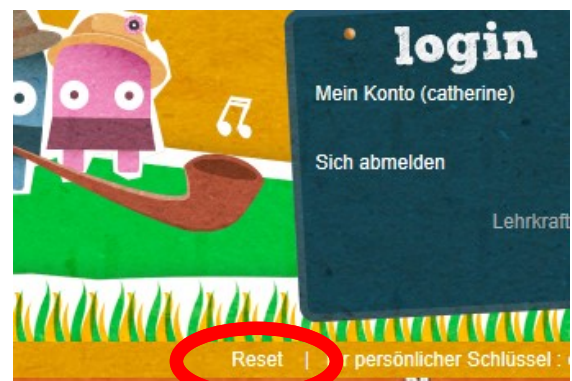 login
Mein Konto (catherine)
Sich abmelden
Lehrkraft
Reset | persönlicher Schlüssel :